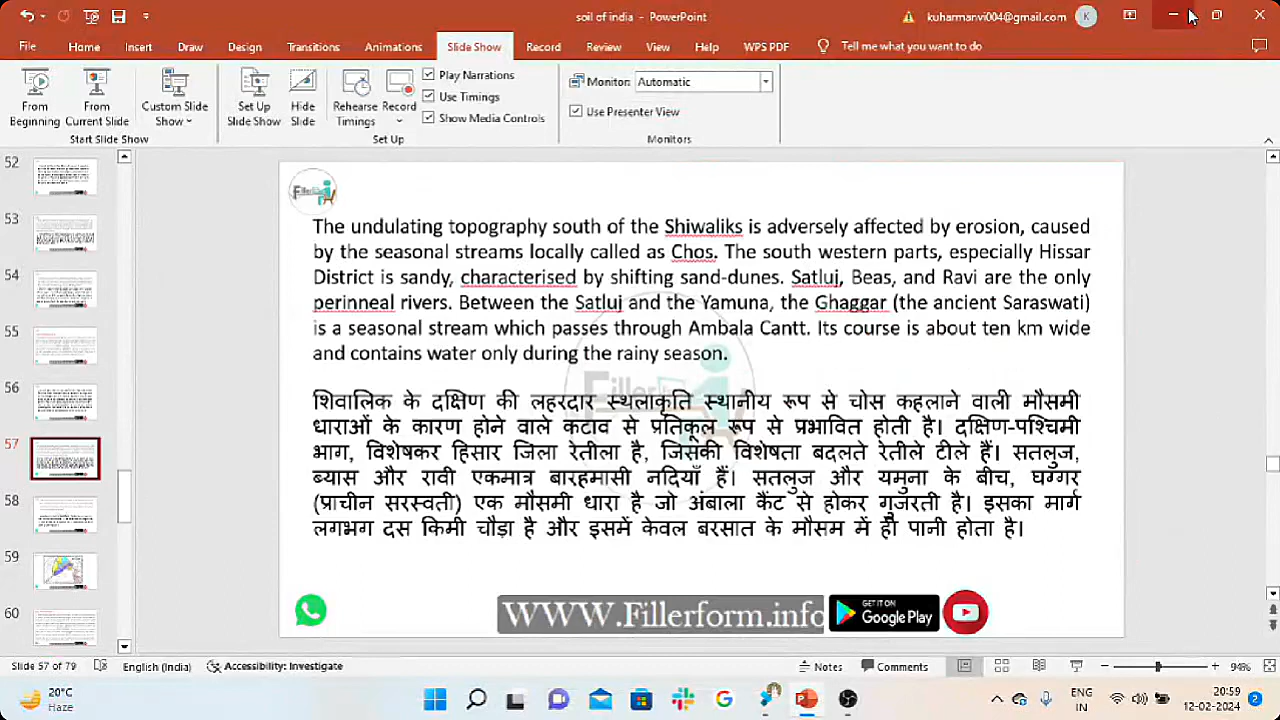 soil of india - PowerPoint
kuharmanvi004@gmail.com K
File Home Insert Draw Design Transitions Animations Slide Show Record Review View Help WPS PDF Tell me what you want to do
From Beginning
From Current Slide
Custom Slide Show
Set Up Slide Show
Hide Slide
Rehearse Timings
Record
Play Narrations
Use Timings
Show Media Controls
Monitor: Automatic
Use Presenter View
Start Slide Show
Set Up
Monitors
52
53
54
55
56
57
58
59
60
The undulating topography south of the Shiwaliks is adversely affected by erosion, caused
by the seasonal streams locally called as Chos. The south western parts, especially Hissar
District is sandy, characterised by shifting sand-dunes. Satluj, Beas, and Ravi are the only
perinneal rivers. Between the Satluj and the Yamuna, the Ghaggar (the ancient Saraswati)
is a seasonal stream which passes through Ambala Cantt. Its course is about ten km wide
and contains water only during the rainy season.
शिवालिक के दक्षिण की लहरदार स्थलाकृति स्थानीय रूप से चोस कहलाने वाली मौसमी
धाराओं के कारण होने वाले कटाव से प्रतिकूल रूप से प्रभावित होती है। दक्षिण-पश्चिमी
भाग, विशेषकर हिसार जिला रेतीला है, जिसकी विशेषता बदलते रेतीले टीले हैं। सतलुज,
ब्यास और रावी एकमात्र बारहमासी नदियाँ हैं। सतलुज और यमुना के बीच, घग्गर
(प्राचीन सरस्वती) एक मौसमी धारा है जो अंबाला कैंट से होकर गुजरती है। इसका मार्ग
लगभग दस किमी चौड़ा है और इसमें केवल बरसात के मौसम में ही पानी होता है।
WWW.Fillerform.info
GET IT ON
Google Play
Slide 57 of 79
English (India)
Accessibility: Investigate
Notes
Comments
94%
20°C
Haze
ENG
IN
20:59
12-02-2024
2